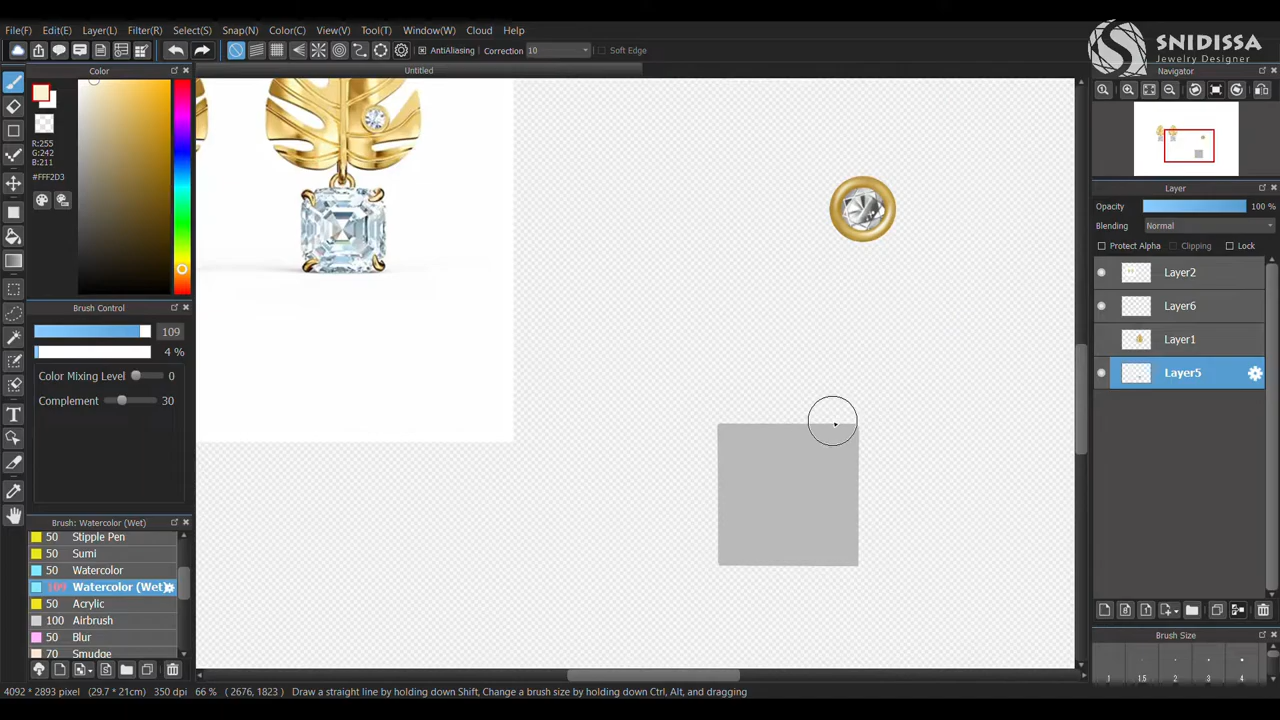 File(F) Edit(E) Layer(L) Filter(R) Select(S) Snap(N) Color(C) View(V) Tool(T) Window(W) Cloud Help
AntiAliasing Correction 10 Soft Edge
SNIDISSA
Jewelry Designer
Color
Untitled
Navigator
R:255
G:242
B:211
#FFF2D3
Layer
Opacity 100 %
Blending Normal
Protect Alpha Clipping Lock
Layer2
Layer6
Layer1
Layer5
Brush Control
109
4 %
Color Mixing Level 0
Complement 30
Brush: Watercolor (Wet)
50 Stipple Pen
50 Sumi
50 Watercolor
109 Watercolor (Wet)
50 Acrylic
100 Airbrush
50 Blur
70 Smudge
Brush Size
1 1.5 2 3 4
4092 * 2893 pixel (29.7 * 21cm) 350 dpi 66 % ( 2676, 1823 ) Draw a straight line by holding down Shift, Change a brush size by holding down Ctrl, Alt, and dragging